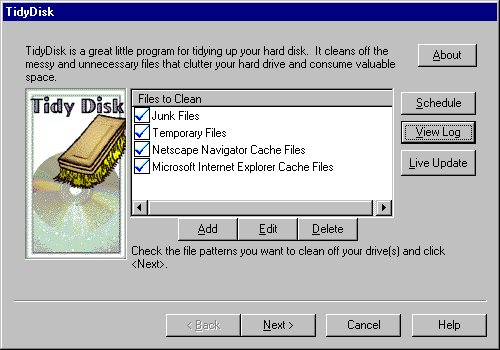 TidyDisk
TidyDisk is a great little program for tidying up your hard disk.  It cleans off the
messy and unnecessary files that clutter your hard drive and consume valuable
space.
About
Tidy Disk
Files to Clean
Junk Files
Temporary Files
Netscape Navigator Cache Files
Microsoft Internet Explorer Cache Files
Schedule
View Log
Live Update
Add
Edit
Delete
Check the file patterns you want to clean off your drive(s) and click
<Next>.
< Back
Next >
Cancel
Help